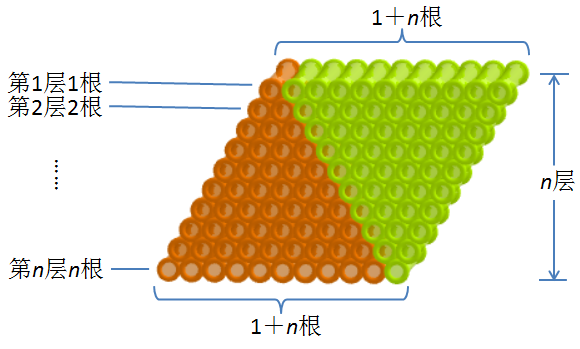 1＋n根
第1层1根
第2层2根
……
n层
第n层n根
1＋n根